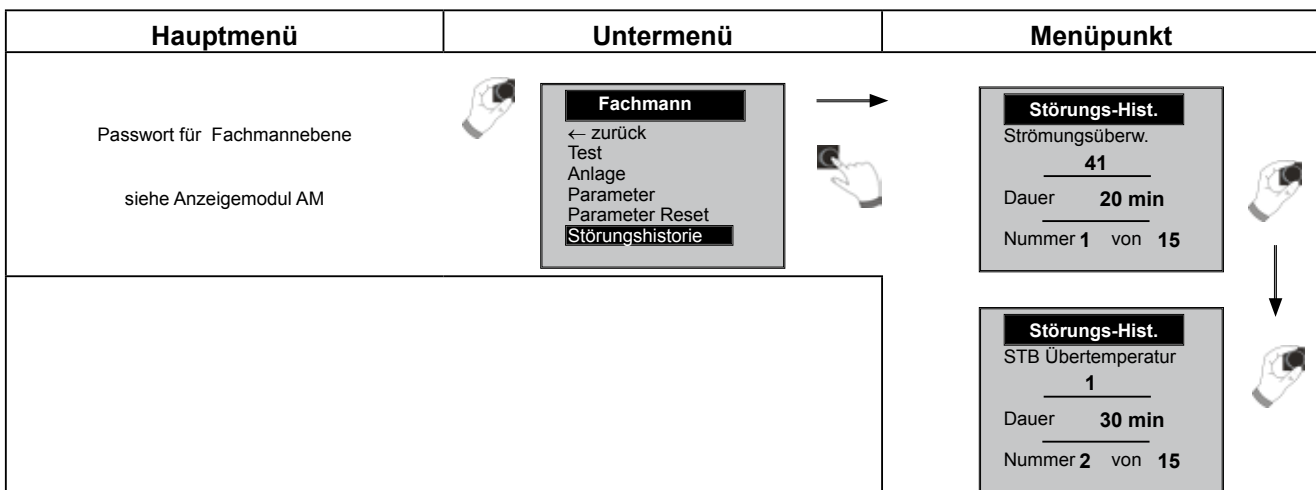 Hauptmenü
Untermenü
Menüpunkt
Passwort für Fachmannebene
siehe Anzeigemodul AM
Fachmann
← zurück
Test
Anlage
Parameter
Parameter Reset
Störungshistorie
Störungs-Hist.
Strömungsüberw.
41
Dauer 20 min
Nummer 1 von 15
Störungs-Hist.
STB Übertemperatur
1
Dauer 30 min
Nummer 2 von 15